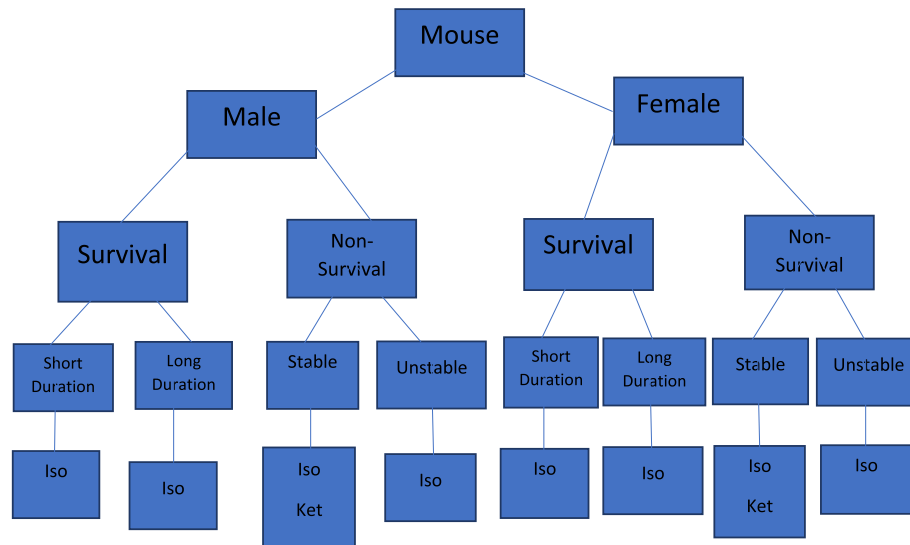 Mouse
Male
Female
Survival
Non-
Survival
Survival
Non-
Survival
Short
Duration
Long
Duration
Stable
Unstable
Short
Duration
Long
Duration
Stable
Unstable
Iso
Iso
Iso
Ket
Iso
Iso
Iso
Iso
Ket
Iso